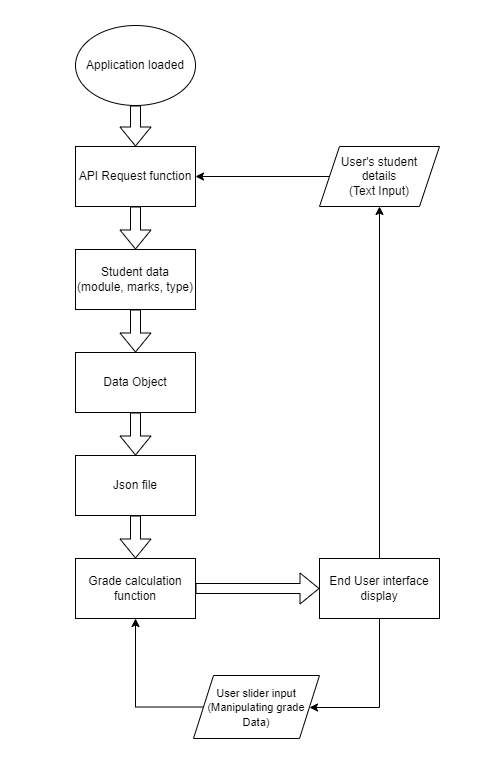 Application loaded
API Request function
User's student
details
(Text Input)
Student data
(module, marks, type)
Data Object
Json file
Grade calculation
function
End User interface
display
User slider input
(Manipulating grade
Data)